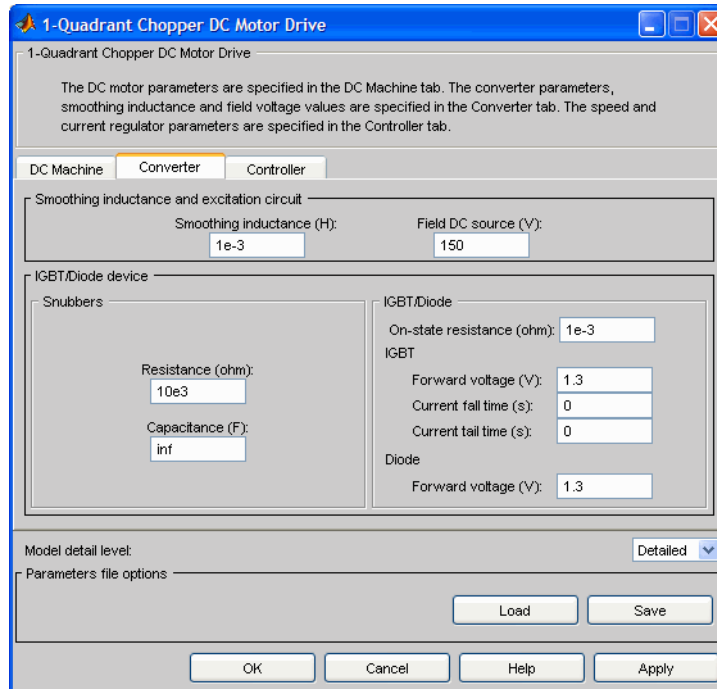 1-Quadrant Chopper DC Motor Drive
1-Quadrant Chopper DC Motor Drive
The DC motor parameters are specified in the DC Machine tab. The converter parameters,
smoothing inductance and field voltage values are specified in the Converter tab. The speed and
current regulator parameters are specified in the Controller tab.
DC Machine Converter Controller
Smoothing inductance and excitation circuit
Smoothing inductance (H): Field DC source (V):
1e-3 150
IGBT/Diode device
Snubbers
Resistance (ohm):
10e3
Capacitance (F):
inf
IGBT/Diode
On-state resistance (ohm): 1e-3
IGBT
Forward voltage (V): 1.3
Current fall time (s): 0
Current tail time (s): 0
Diode
Forward voltage (V): 1.3
Model detail level: Detailed
Parameters file options
Load Save
OK Cancel Help Apply